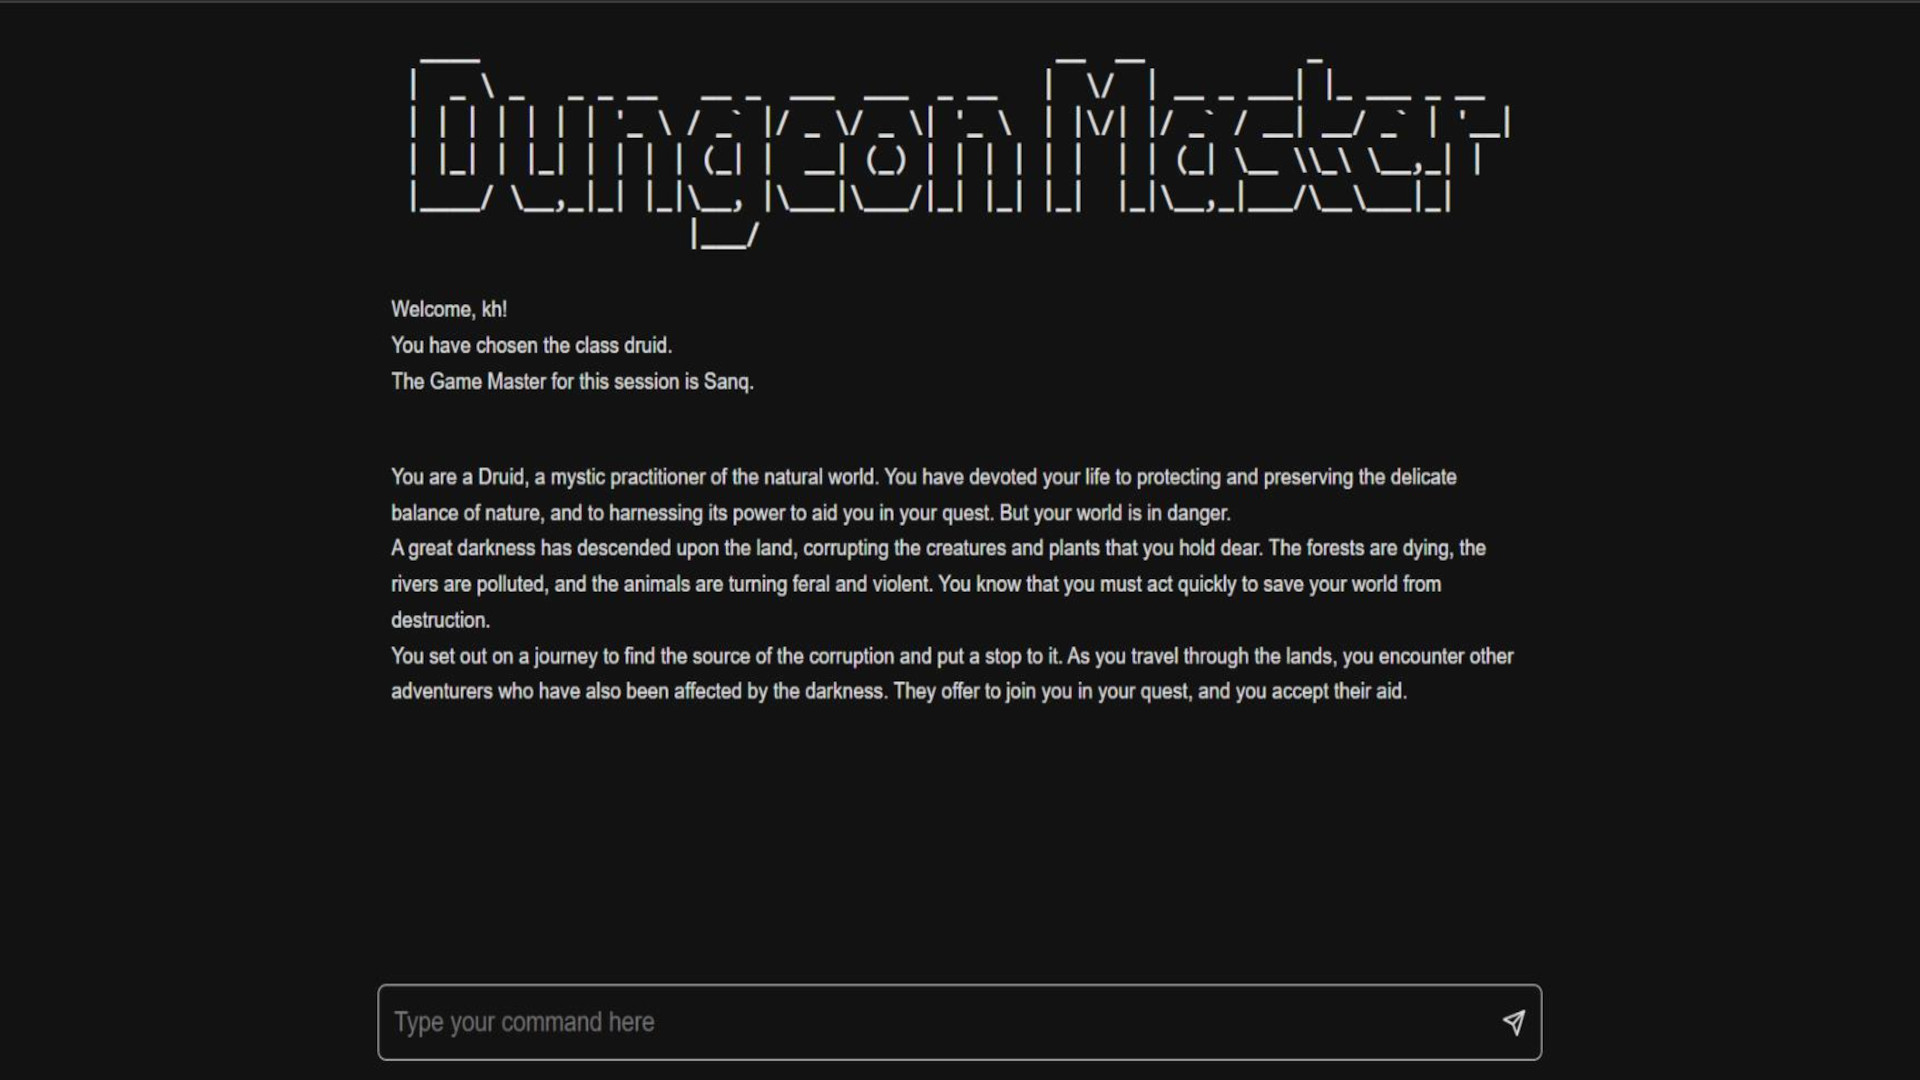 Dungeon Master
Welcome, kh!
You have chosen the class druid.
The Game Master for this session is Sanq.
You are a Druid, a mystic practitioner of the natural world. You have devoted your life to protecting and preserving the delicate
balance of nature, and to harnessing its power to aid you in your quest. But your world is in danger.
A great darkness has descended upon the land, corrupting the creatures and plants that you hold dear. The forests are dying, the
rivers are polluted, and the animals are turning feral and violent. You know that you must act quickly to save your world from
destruction.
You set out on a journey to find the source of the corruption and put a stop to it. As you travel through the lands, you encounter other
adventurers who have also been affected by the darkness. They offer to join you in your quest, and you accept their aid.
Type your command here